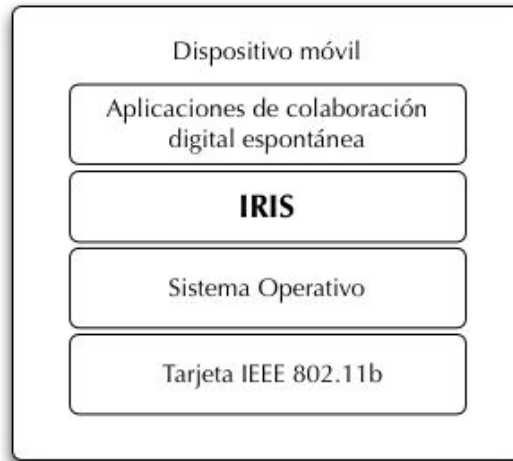 Dispositivo móvil
Aplicaciones de colaboración
digital espontánea
IRIS
Sistema Operativo
Tarjeta IEEE 802.11b